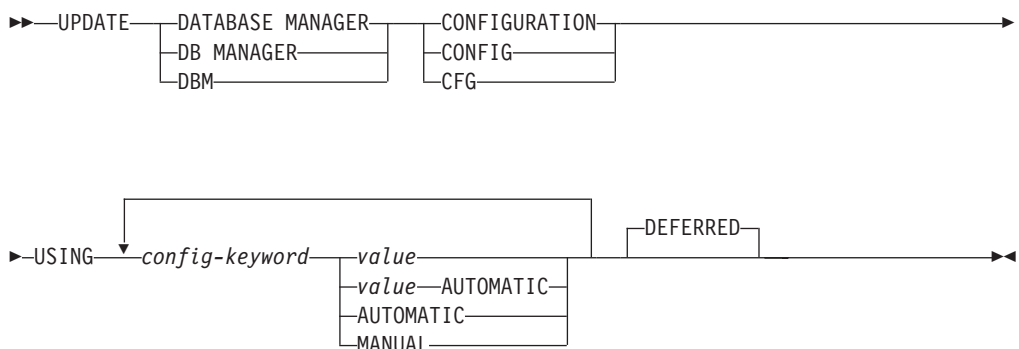 UPDATE DATABASE MANAGER CONFIGURATION
DB MANAGER CONFIG
DBM CFG
DEFERRED
USING config-keyword value
value AUTOMATIC
AUTOMATIC
MANUAL